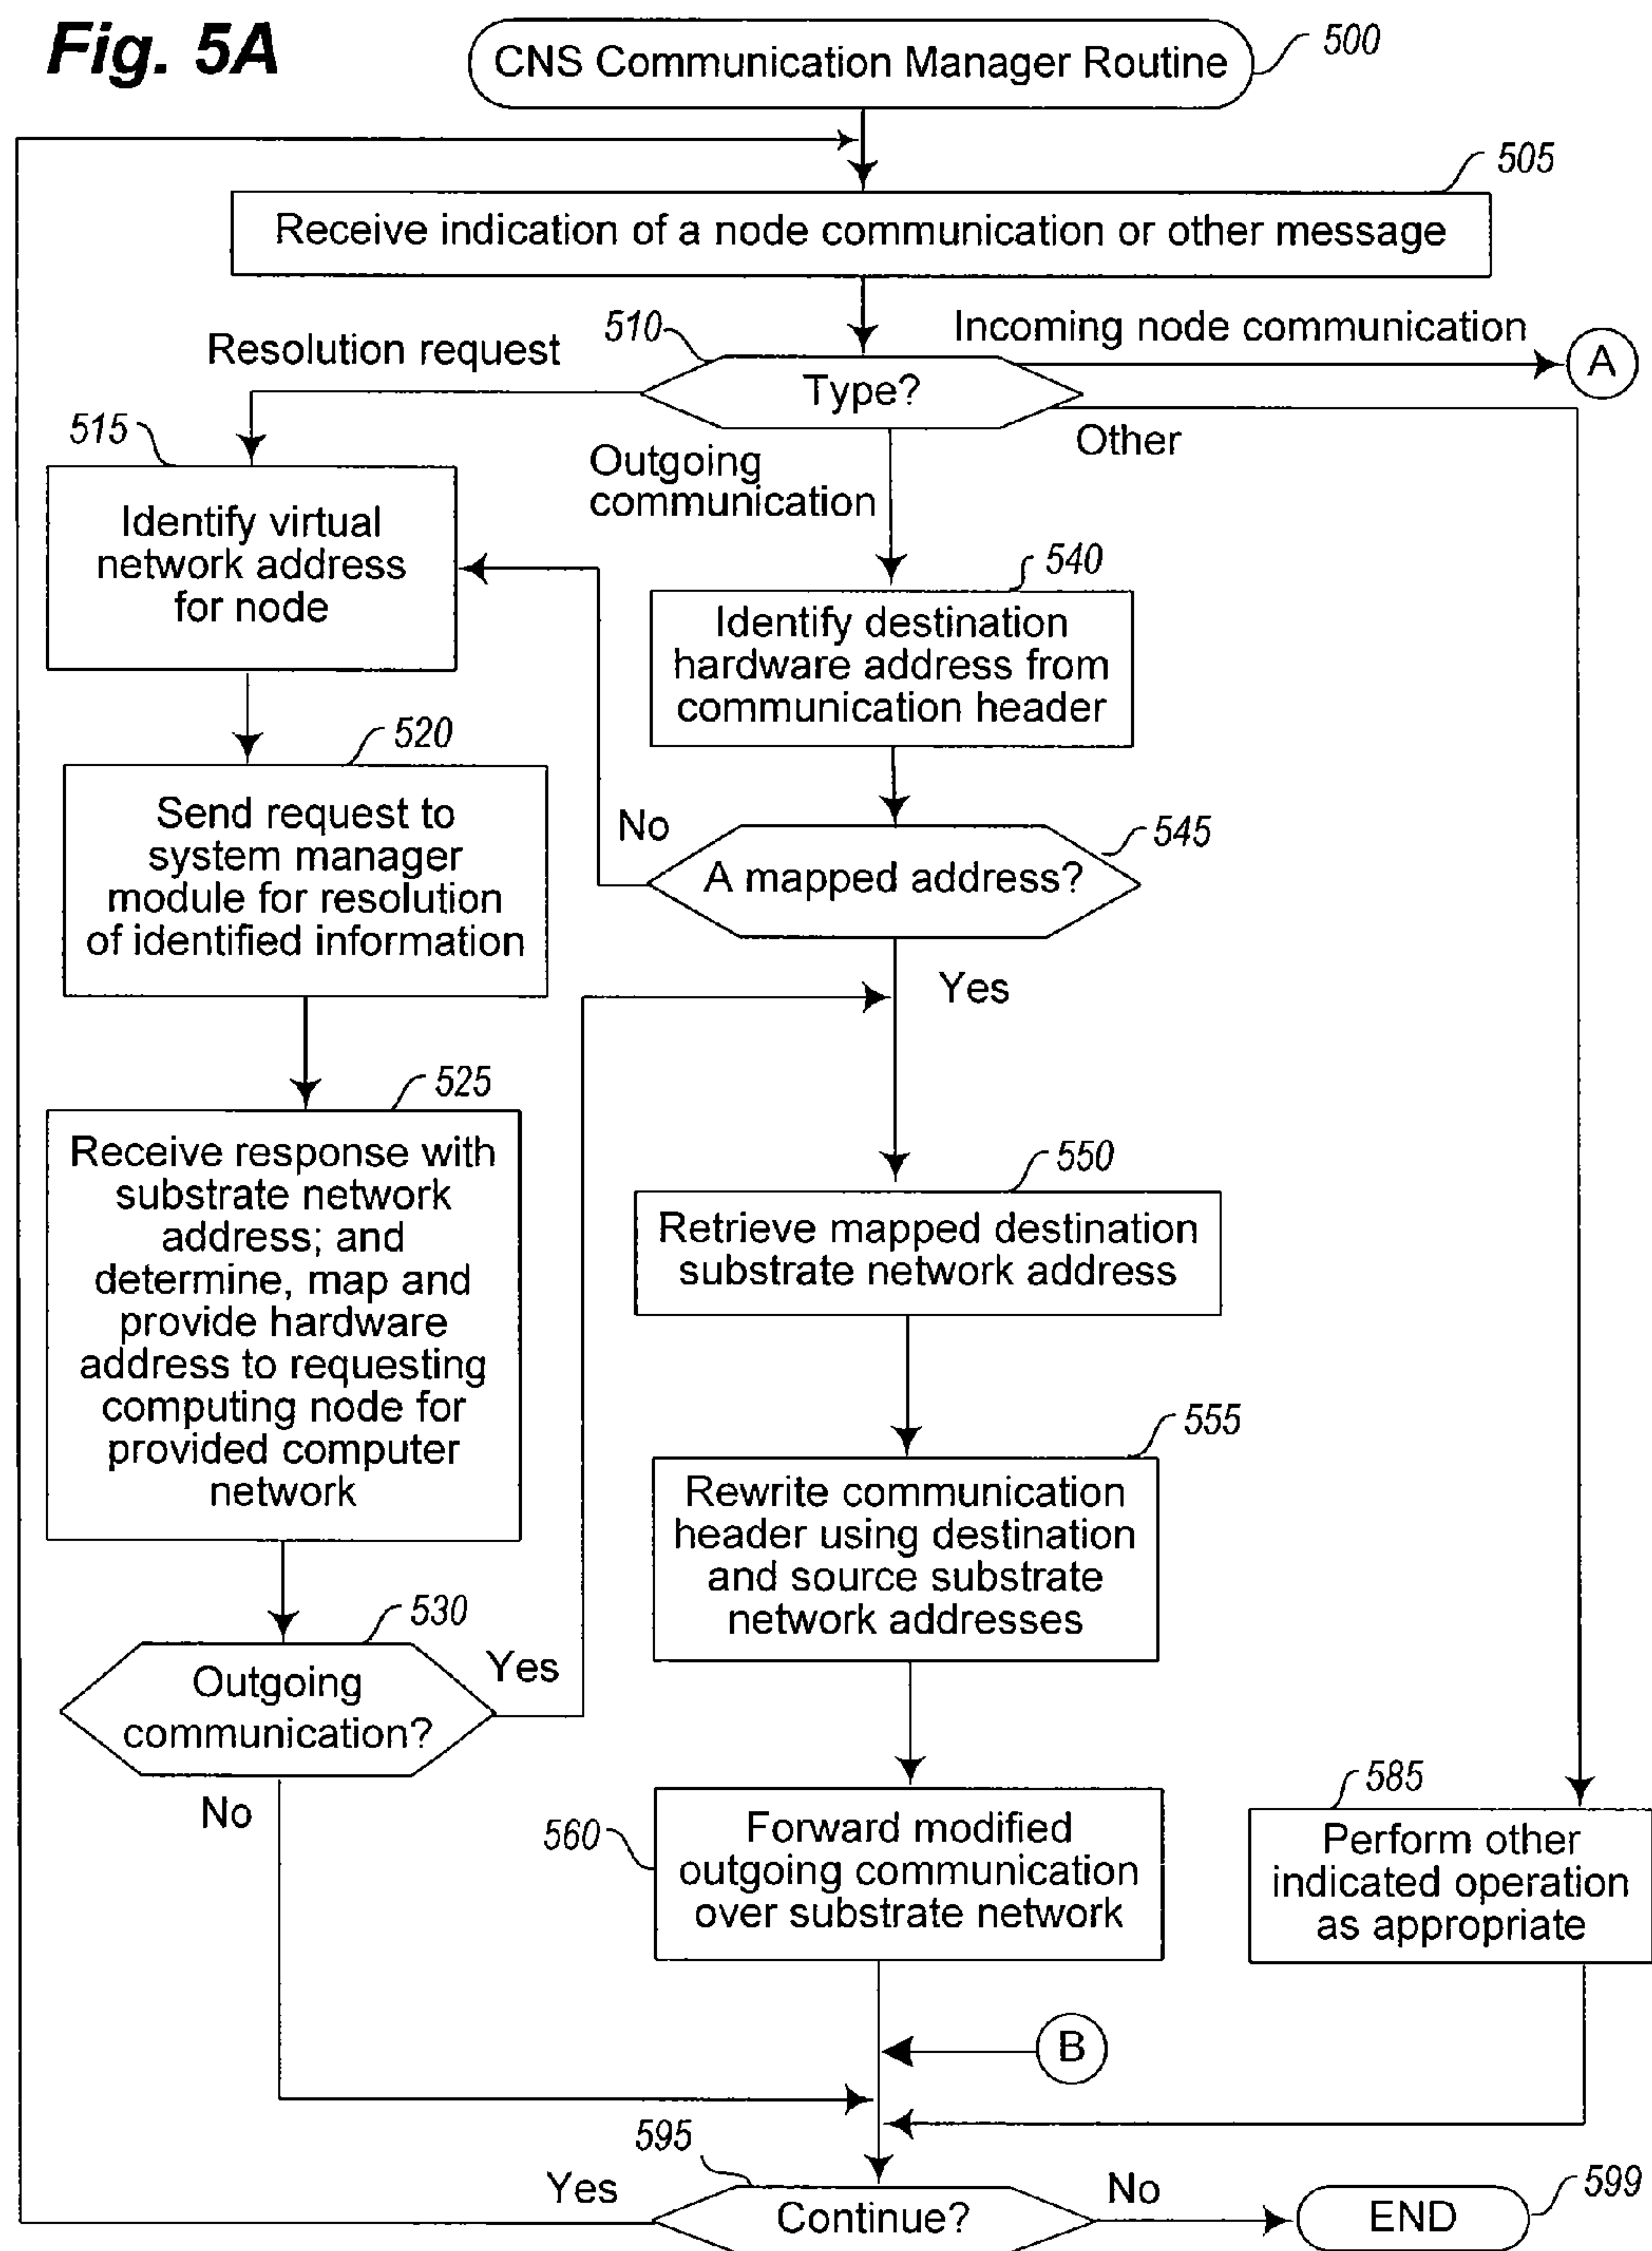 Fig. 5A
CNS Communication Manager Routine
500
505
Receive indication of a node communication or other message
510
Incoming node communication
A
Resolution request
Type?
Other
515
Outgoing
communication
Identify virtual
network address
for node
540
Identify destination
hardware address from
communication header
520
Send request to
system manager
module for resolution
of identified information
No
545
A mapped address?
Yes
525
Receive response with
substrate network
address; and
determine, map and
provide hardware
address to requesting
computing node for
provided computer
network
550
Retrieve mapped destination
substrate network address
555
Rewrite communication
header using destination
and source substrate
network addresses
530
Outgoing
communication?
Yes
No
560
Forward modified
outgoing communication
over substrate network
585
Perform other
indicated operation
as appropriate
B
595
Yes
Continue?
No
END
599